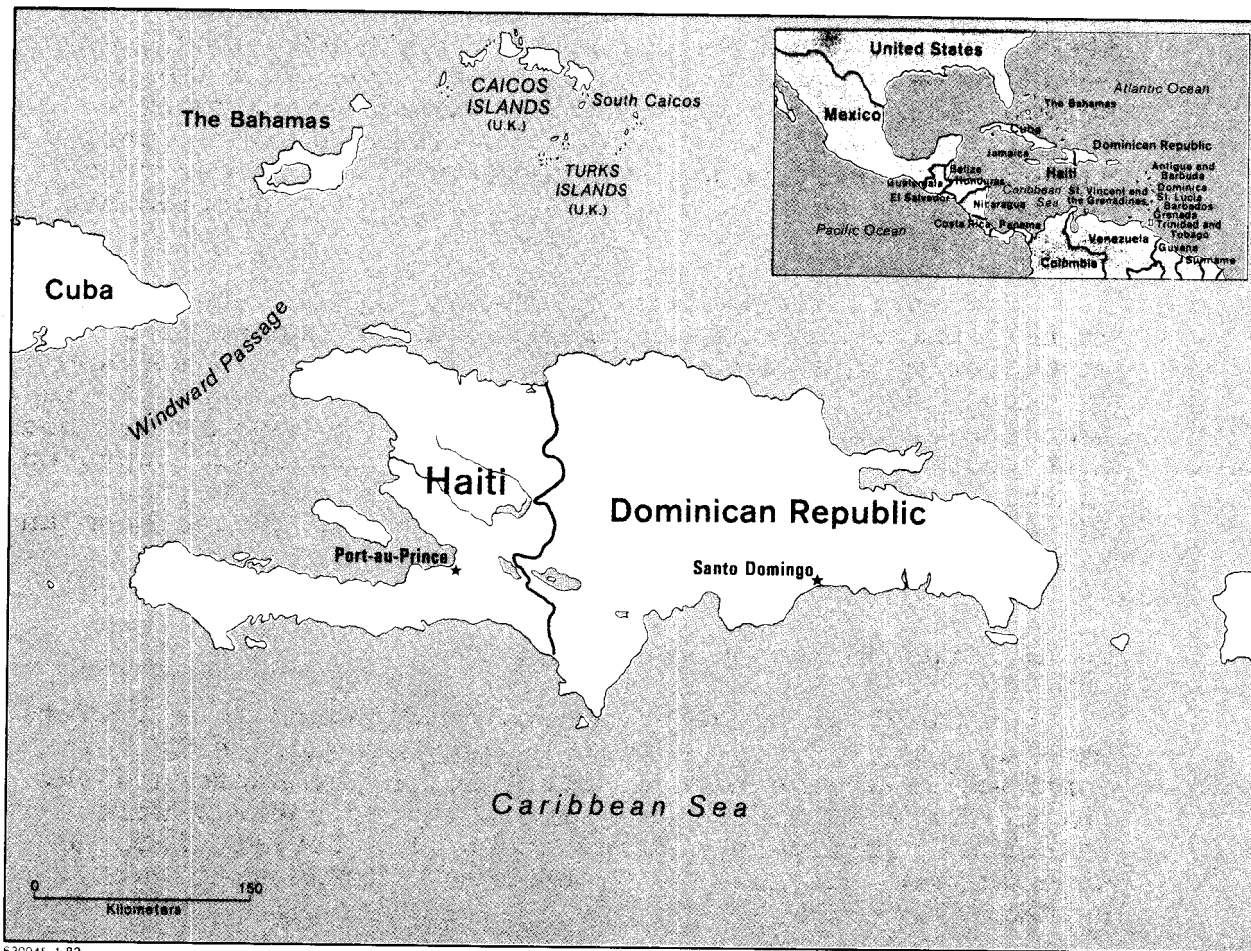 CAICOS
ISLANDS
(U.K.)
South Caicos
The Bahamas
TURKS
ISLANDS
(U.K.)
Cuba
Windward Passage
Haiti
Dominican Republic
Port-au-Prince
Santo Domingo
Caribbean Sea
0 150
Kilometers
United States
Atlantic Ocean
The Bahamas
Mexico
Cuba
Dominican Republic
Jamaica
Haiti
Antigue and
Barbuda
Belize
Guatemala
Honduras
Caribbean
Sea
St. Vincent and
the Grenadines
Dominica
St. Lucia
Barbados
El Salvador
Nicaragua
Grenada
Trinidad and
Tobago
Pacific Ocean
Costa Rica
Panama
Venezuela
Guyana
Colombia
Suriname